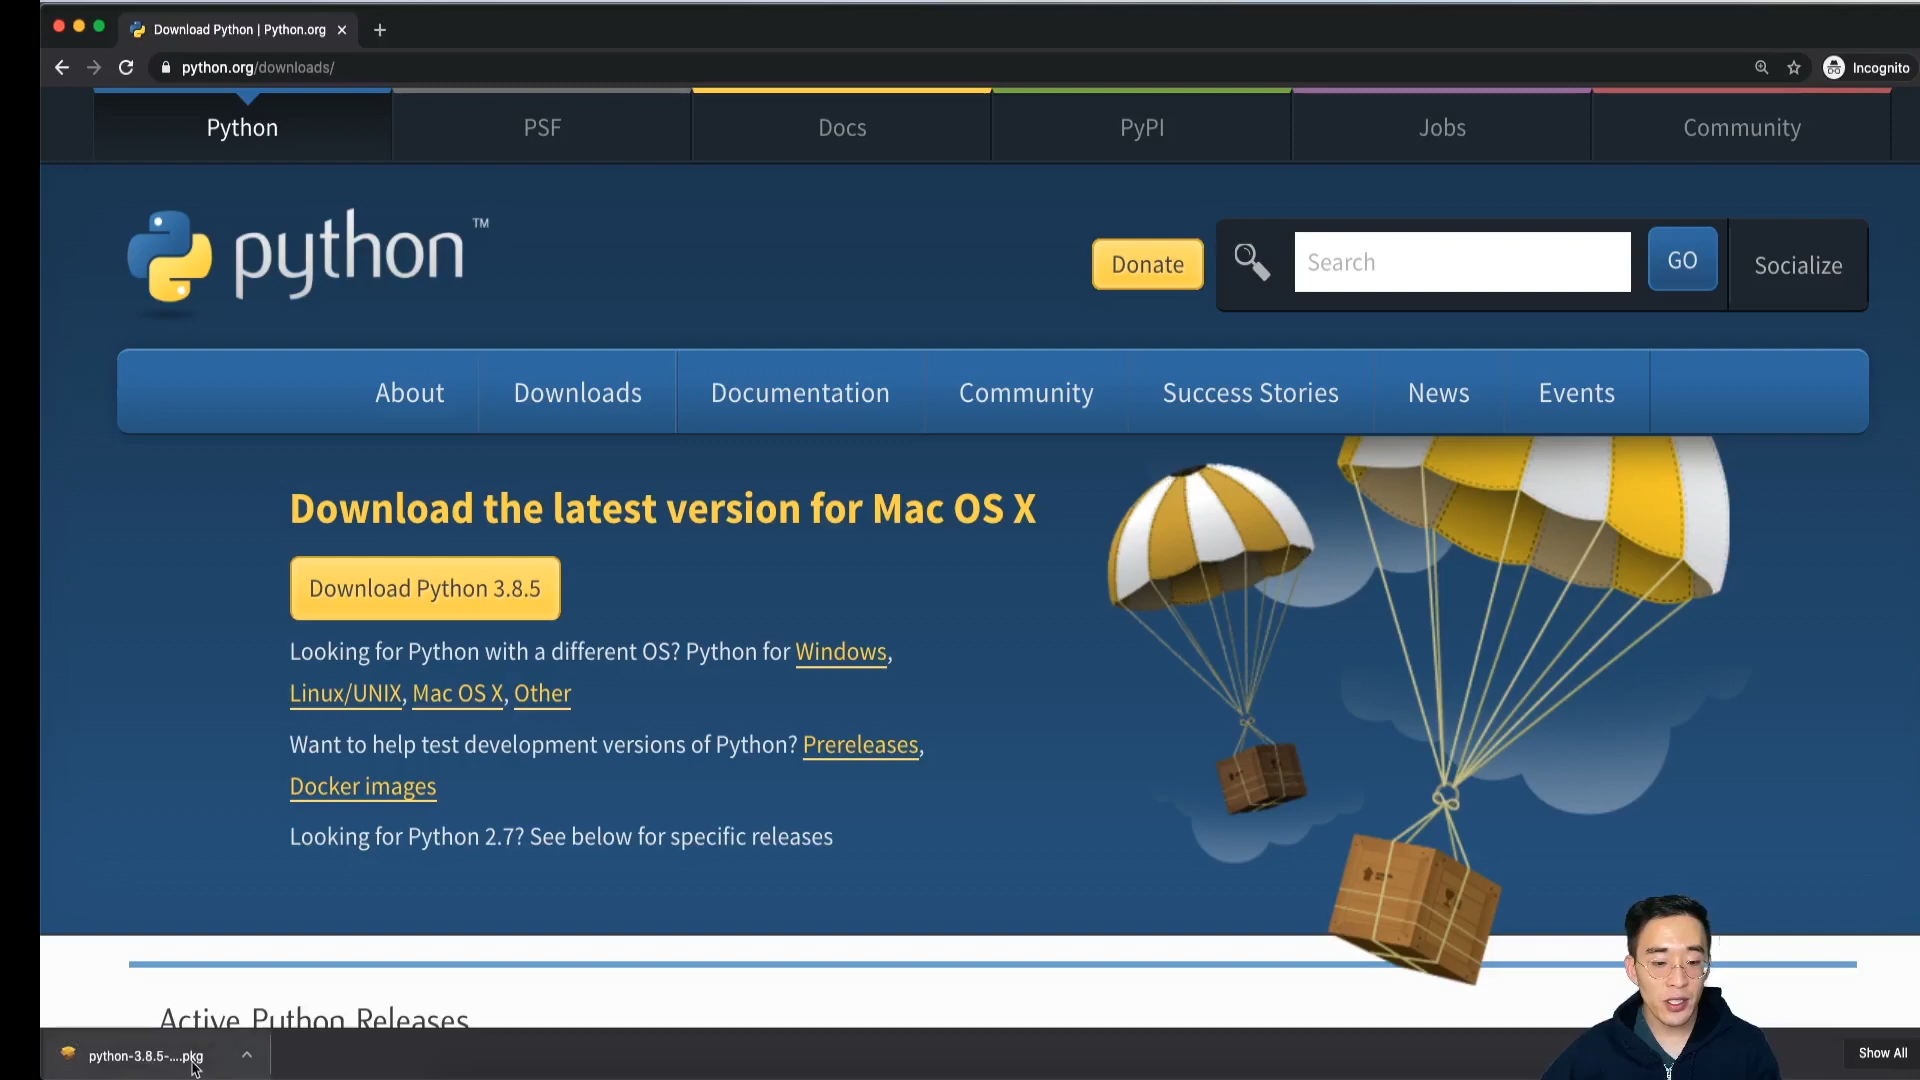 Download Python | Python.org
python.org/downloads/
Incognito
Python
PSF
Docs
PyPI
Jobs
Community
python™
Donate
Search
GO
Socialize
About
Downloads
Documentation
Community
Success Stories
News
Events
Download the latest version for Mac OS X
Download Python 3.8.5
Looking for Python with a different OS? Python for Windows,
Linux/UNIX, Mac OS X, Other
Want to help test development versions of Python? Prereleases,
Docker images
Looking for Python 2.7? See below for specific releases
Active Python Releases
python-3.8.5-....pkg
Show All